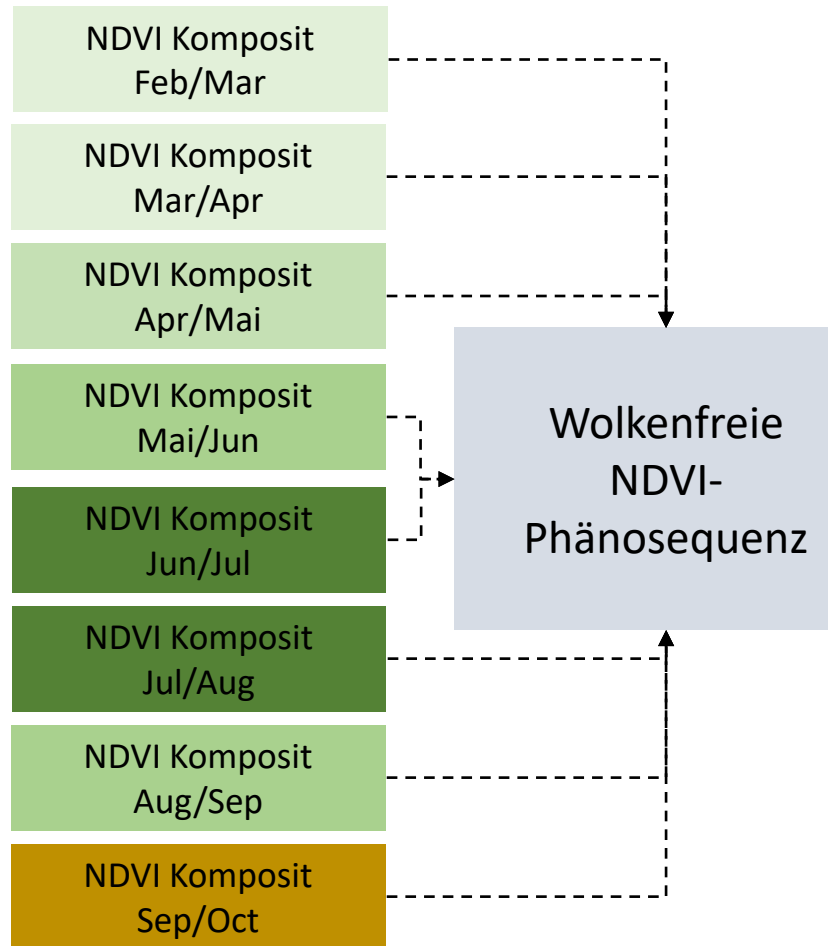 NDVI Komposit
Feb/Mar
NDVI Komposit
Mar/Apr
NDVI Komposit
Apr/Mai
NDVI Komposit
Mai/Jun
NDVI Komposit
Jun/Jul
NDVI Komposit
Jul/Aug
NDVI Komposit
Aug/Sep
NDVI Komposit
Sep/Oct
Wolkenfreie
NDVI-
Phänosequenz